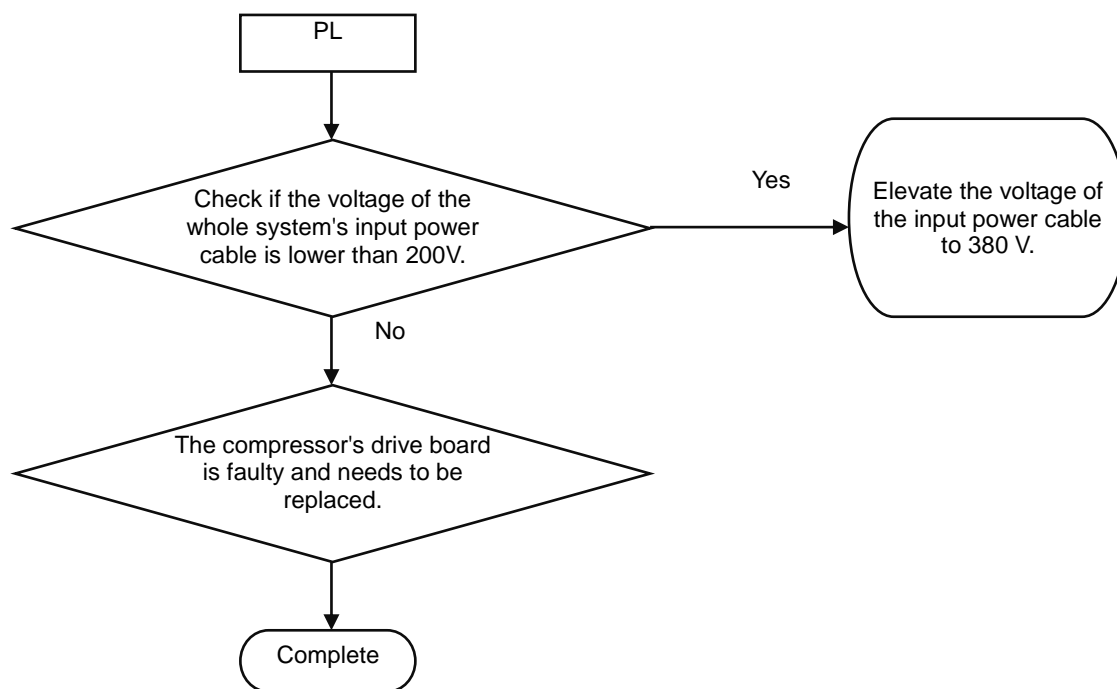 PL
Check if the voltage of the
whole system's input power
cable is lower than 200V.
Yes
Elevate the voltage of
the input power cable
to 380 V.
No
The compressor's drive board
is faulty and needs to be
replaced.
Complete